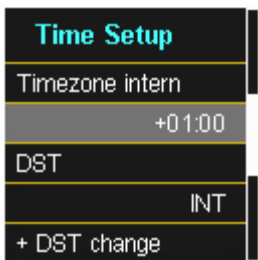 Time Setup
Timezone intern
+01:00
DST
INT
+ DST change